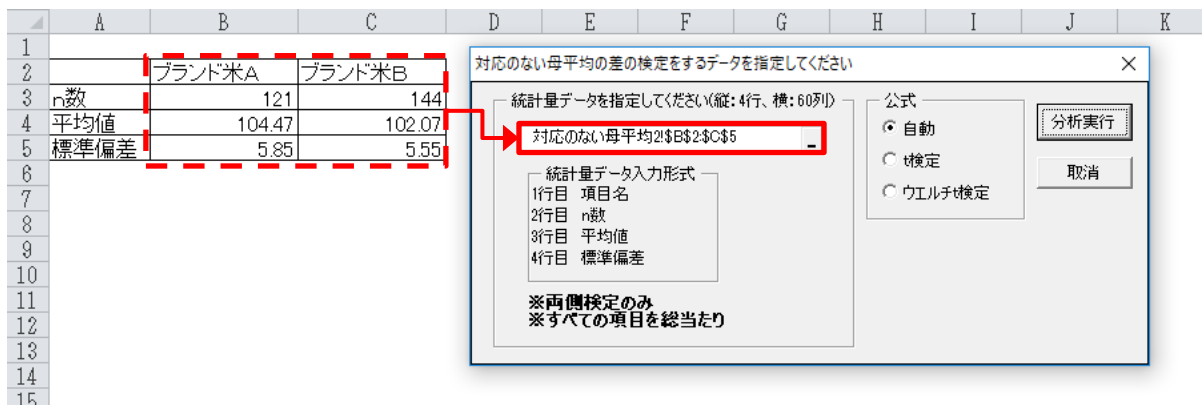 A B C D E F G H I J K
1
2 ブランド米A ブランド米B
3 n数 121 144
4 平均値 104.47 102.07
5 標準偏差 5.85 5.55
6
7
8
9
10
11
12
13
14
15
対応のない母平均の差の検定をするデータを指定してください ×
統計量データを指定してください(縦:4行、横:60列)
対応のない母平均2!$B$2:$C$5 _
統計量データ入力形式
1行目 項目名
2行目 n数
3行目 平均値
4行目 標準偏差
※両側検定のみ
※すべての項目を総当たり
公式
自動
t検定
ウエルチt検定
分析実行
取消